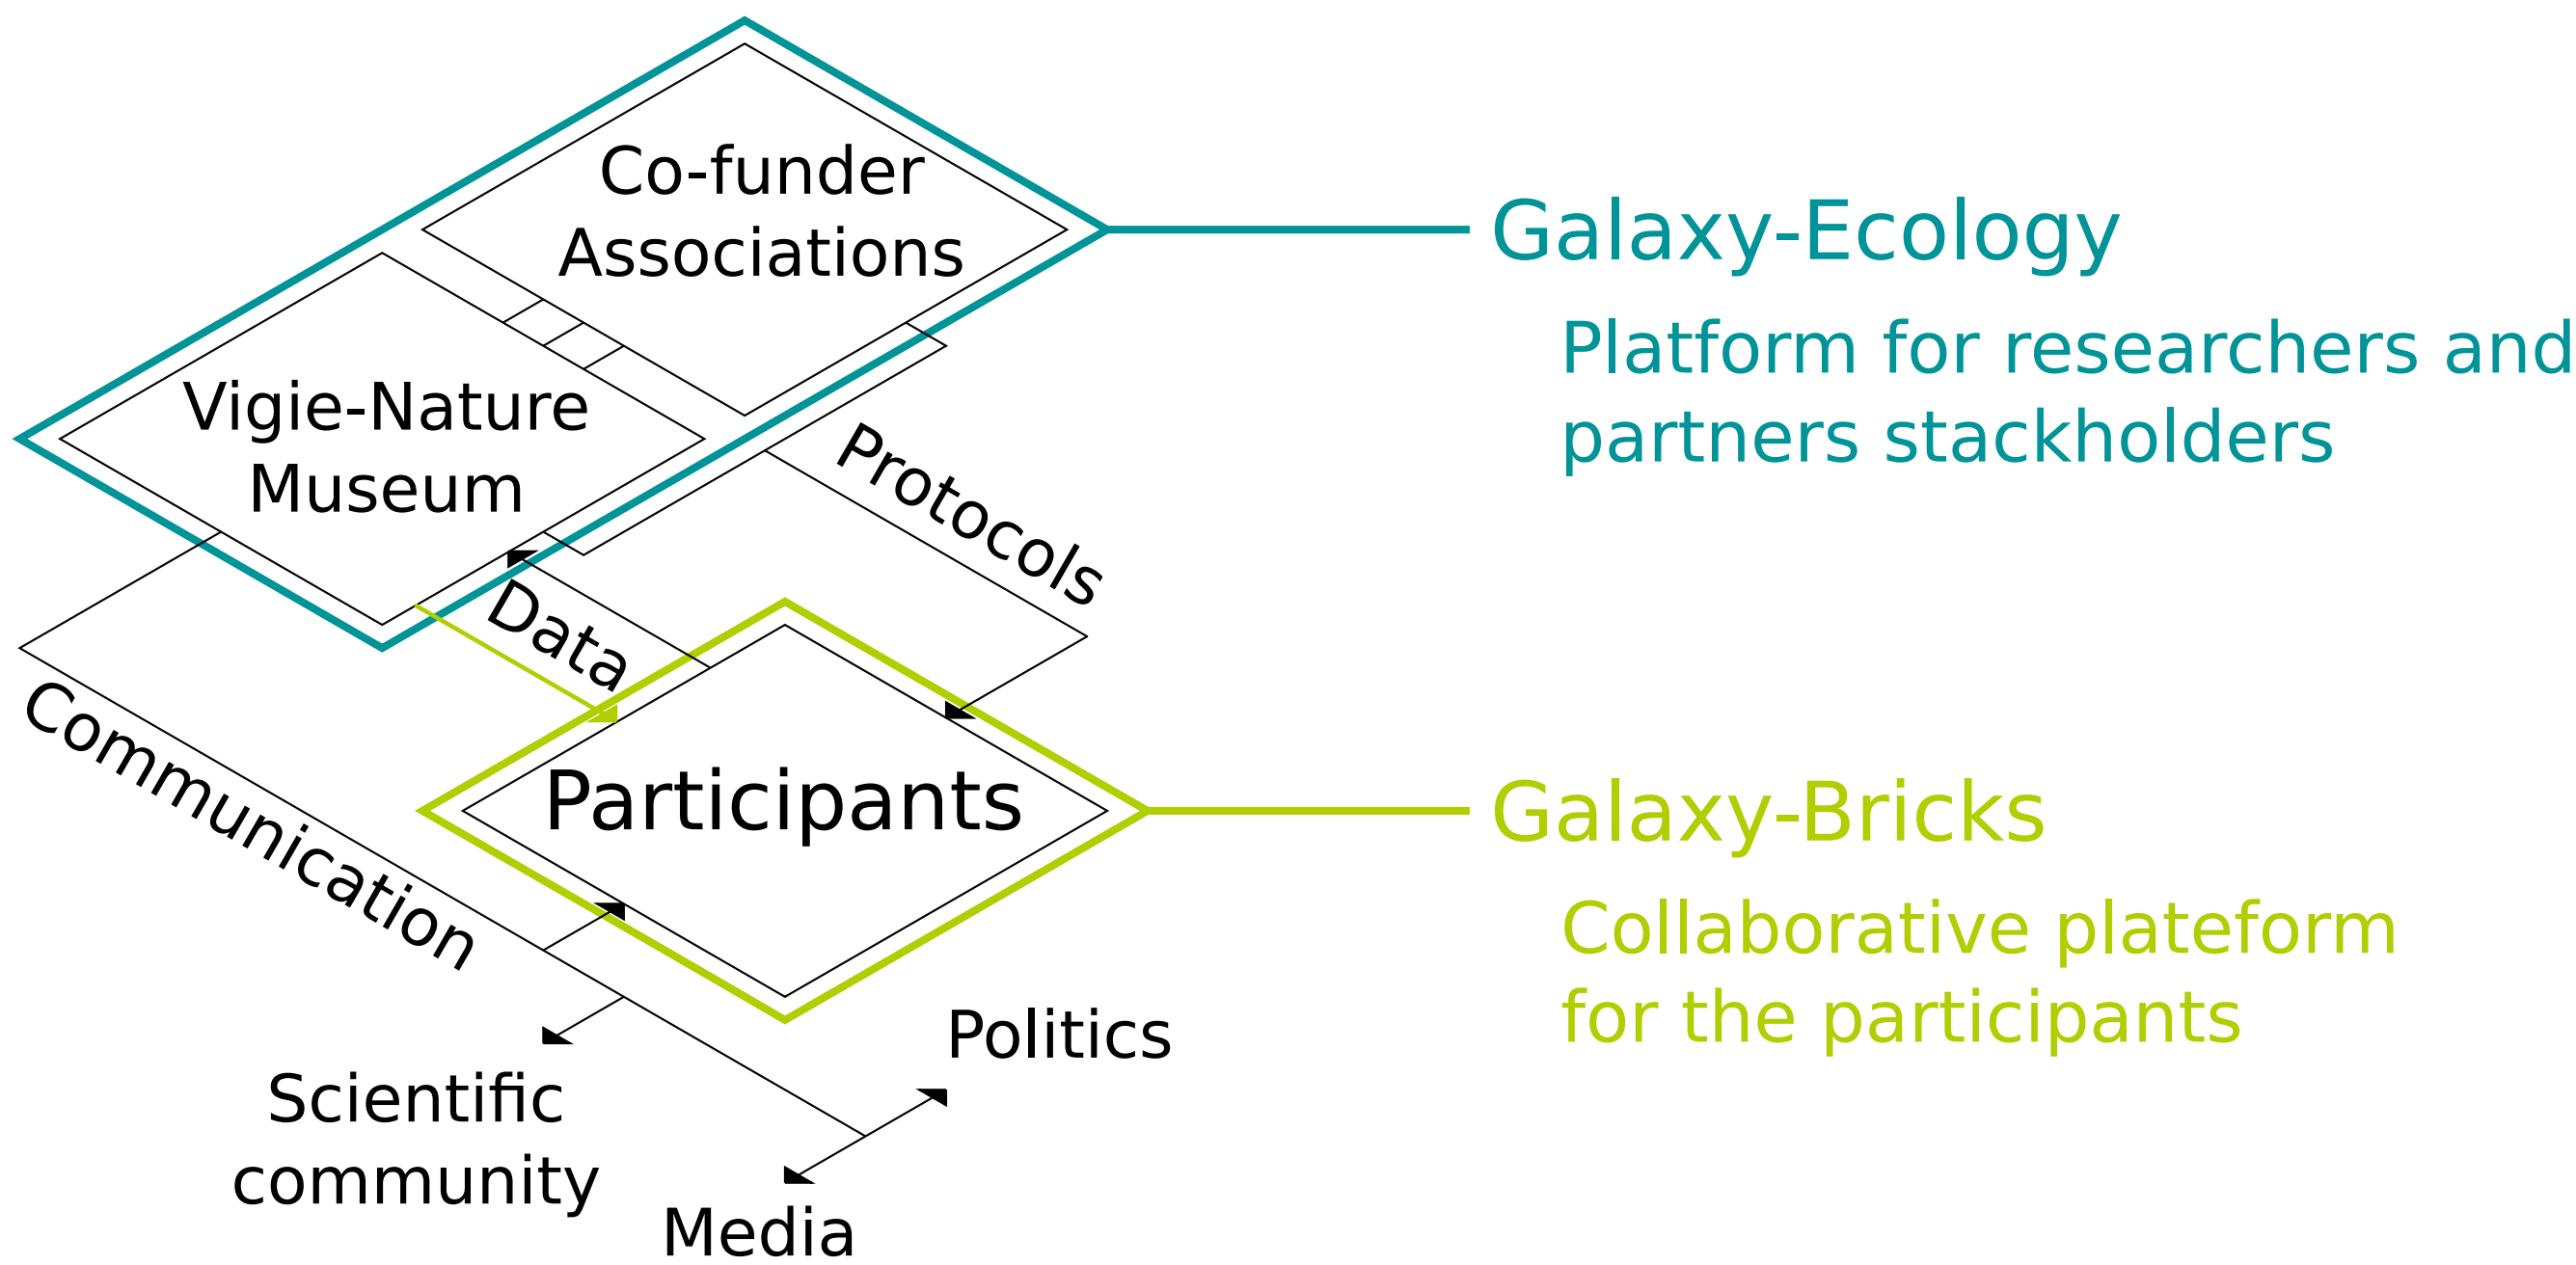 Co-funder
Associations
Vigie-Nature
Museum
Galaxy-Ecology
Platform for researchers and
partners stackholders
Protocols
Data
Communication
Participants
Galaxy-Bricks
Collaborative plateform
for the participants
Politics
Scientific
community
Media